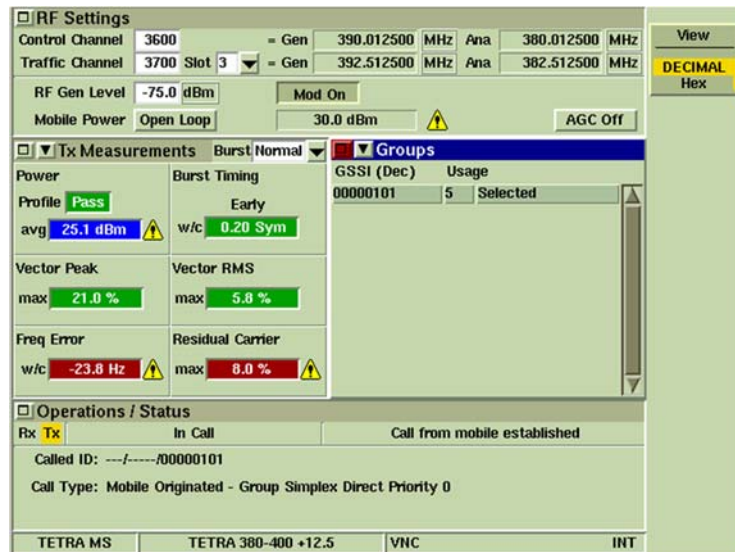 RF Settings
Control Channel 3600 = Gen 390.012500 MHz Ana 380.012500 MHz
Traffic Channel 3700 Slot 3 = Gen 392.512500 MHz Ana 382.512500 MHz
RF Gen Level -75.0 dBm Mod On
Mobile Power Open Loop 30.0 dBm AGC Off
View
DECIMAL
Hex
Tx Measurements Burst Normal
Power Burst Timing
Profile Pass Early
avg 25.1 dBm w/c 0.20 Sym
Vector Peak Vector RMS
max 21.0 % max 5.8 %
Freq Error Residual Carrier
w/c -23.8 Hz max 8.0 %
Groups
GSSI (Dec) Usage
00000101 5 Selected
Operations / Status
Rx Tx In Call Call from mobile established
Called ID: ---/-----/00000101
Call Type: Mobile Originated - Group Simplex Direct Priority 0
TETRA MS TETRA 380-400 +12.5 VNC INT